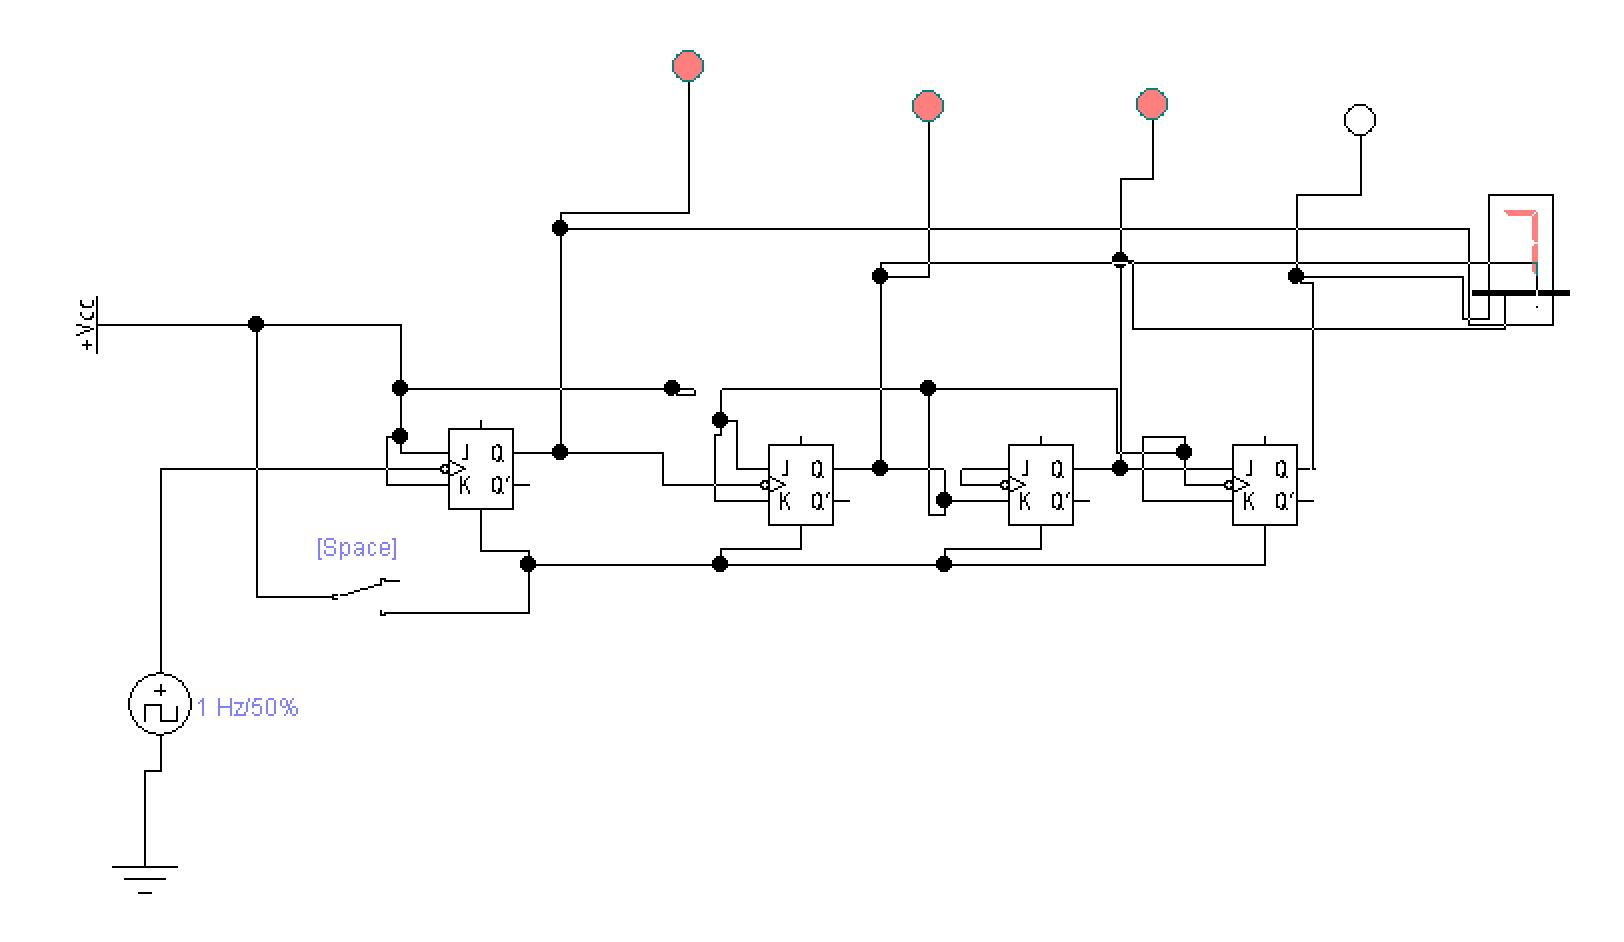 +Vcc
J Q
K Q'
J Q
K Q'
J Q
K Q'
J Q
K Q'
[Space]
1 Hz/50%